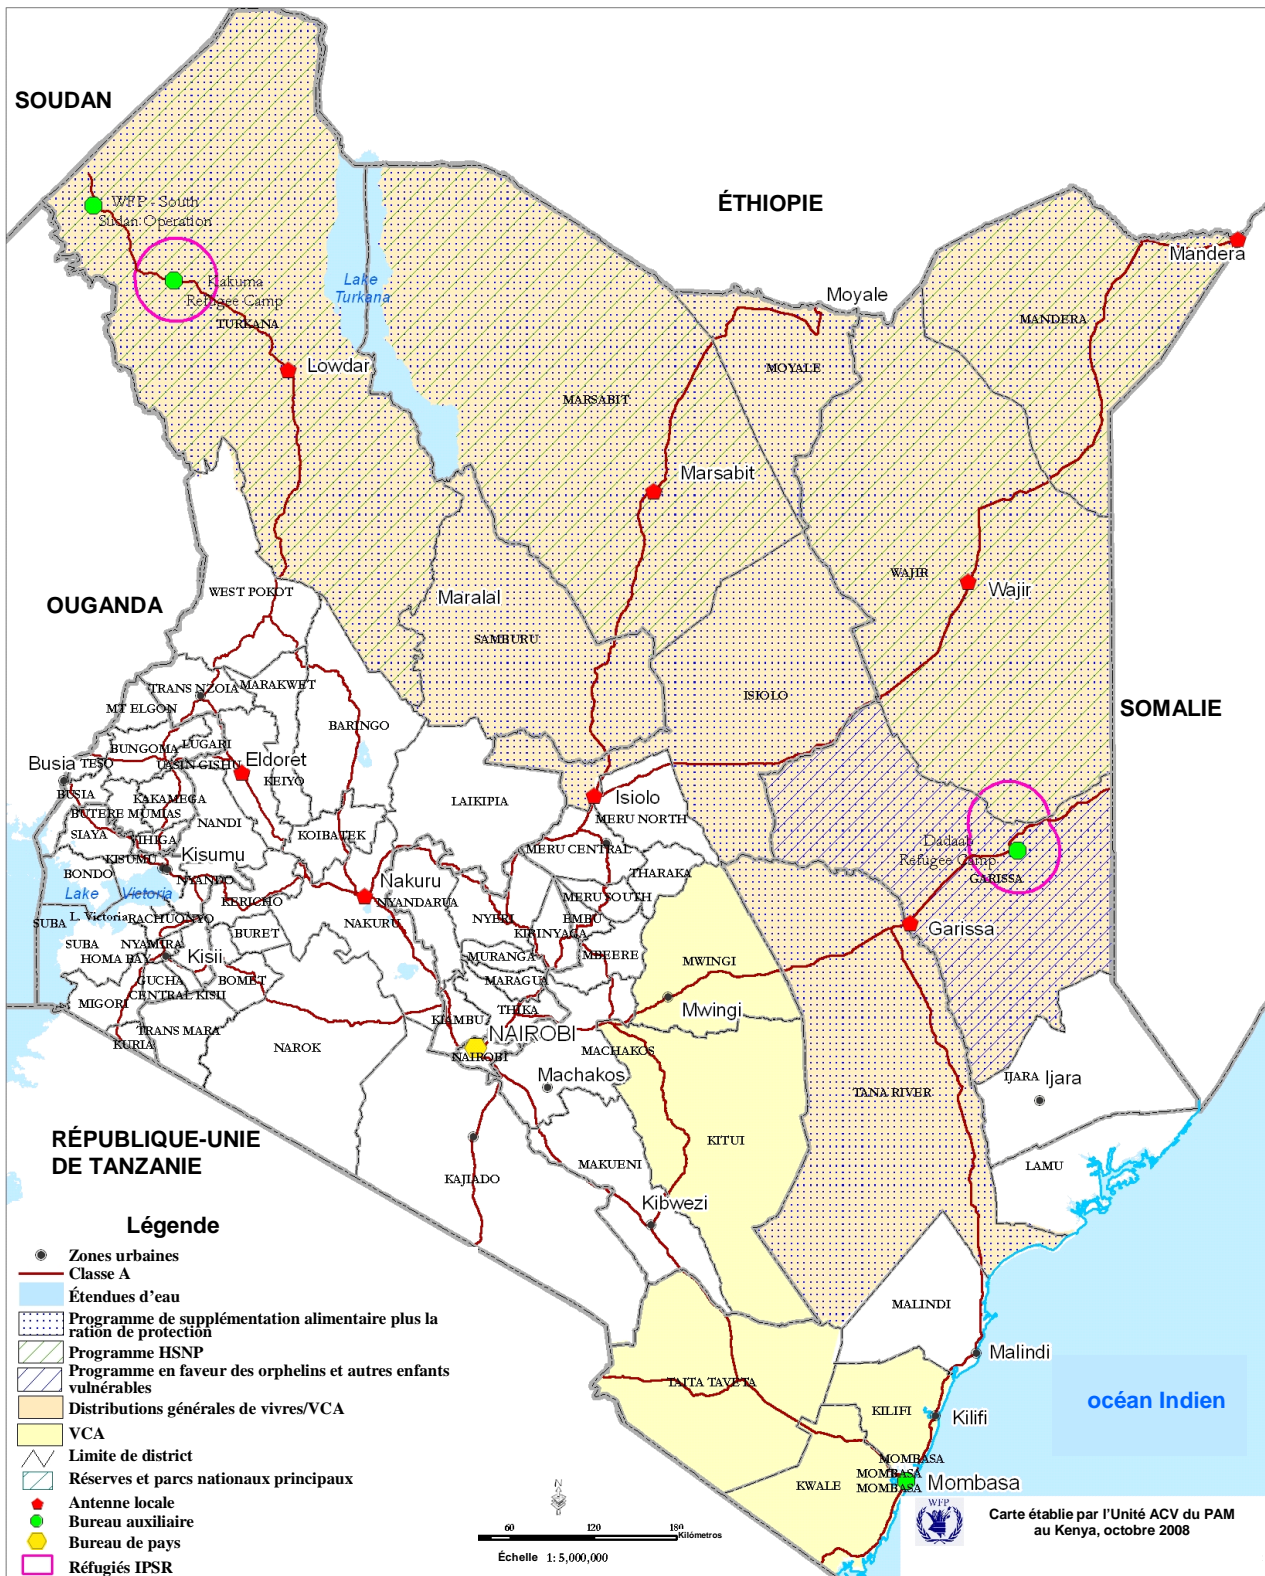 SOUDAN
ÉTHIOPIE
WFP - South
Sudan Operation
Mandera
Lake
Turkana
Kakuma
Refugee Camp
TURKANA
Moyale
MANDERA
Lowdar
MOYALE
MARSABIT
Marsabit
WAJIR
Wajir
WEST POKOT
OUGANDA
Maralal
SAMBURU
TRANS NZOIA
MARAKWET
ISIOLO
SOMALIE
MT ELGON
BARINGO
BUNGOMA
LUGARI
Busia
TESO
UASIN GISHU
Eldoret
KEIYO
BUSIA
KAKAMEGA
LAIKIPIA
Isiolo
BUTERE MUMIAS
NANDI
MERU NORTH
SIAYA
VIHIGA
KOIBATEK
MERU CENTRAL
Dadaab
Refugee Camp
KISUMU
Kisumu
BONDO
NYANDO
THARAKA
GARISSA
Lake Victoria
KERICHO
Nakuru
NYANDARUA
MERU SOUTH
SUBA
L. Victoria
RACHUONYO
NAKURU
NYERI
EMBU
Garissa
SUBA
NYAMIRA
BURET
KIRINYAGA
HOMA BAY
Kisii
MURANGA
MBEERE
MWINGI
GUCHA
BOMET
MARAGUA
CENTRAL KISII
MIGORI
THIKA
Mwingi
TRANS MARA
KIAMBU
KURIA
NAROK
NAIROBI
NAIROBI
MACHAKOS
Machakos
IJARA
Ijara
TANA RIVER
RÉPUBLIQUE-UNIE
DE TANZANIE
KITUI
MAKUENI
LAMU
KAJIADO
Kibwezi
MALINDI
Malindi
TAITA TAVETA
océan Indien
KILIFI
Kilifi
MOMBASA
MOMBASA
MOMBASA
KWALE
Mombasa
Légende
Zones urbaines
Classe A
Étendues d'eau
Programme de supplémentation alimentaire plus la
ration de protection
Programme HSNP
Programme en faveur des orphelins et autres enfants
vulnérables
Distributions générales de vivres/VCA
VCA
Limite de district
Réserves et parcs nationaux principaux
Antenne locale
Bureau auxiliaire
Bureau de pays
Réfugiés IPSR
N
60 120 180
Kilómetros
Échelle 1: 5,000,000
WFP
Carte établie par l'Unité ACV du PAM
au Kenya, octobre 2008